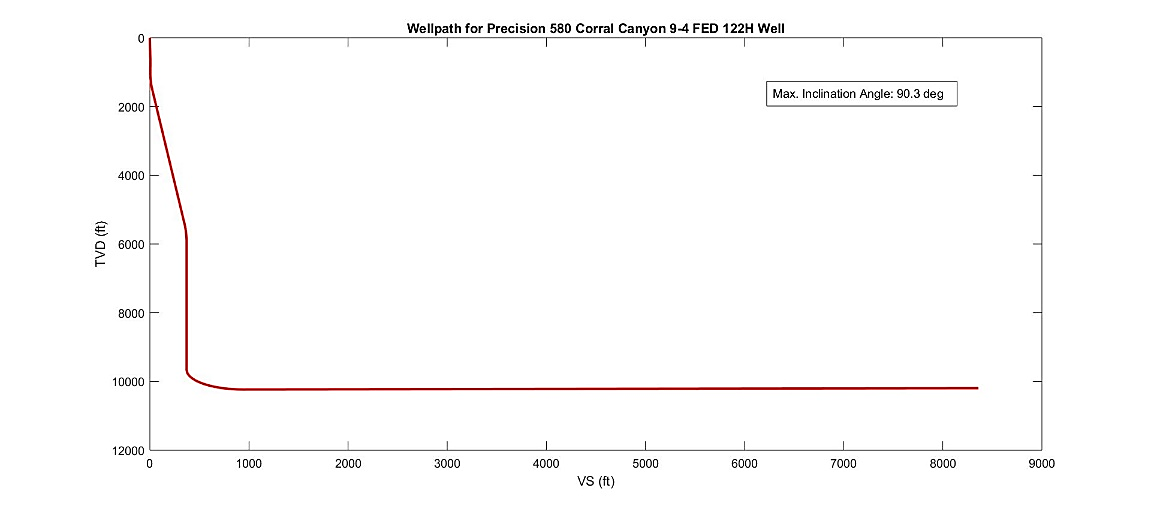 Wellpath for Precision 580 Corral Canyon 9-4 FED 122H Well
Max. Inclination Angle: 90.3 deg
TVD (ft)
0
2000
4000
6000
8000
10000
12000
0 1000 2000 3000 4000 5000 6000 7000 8000 9000
VS (ft)